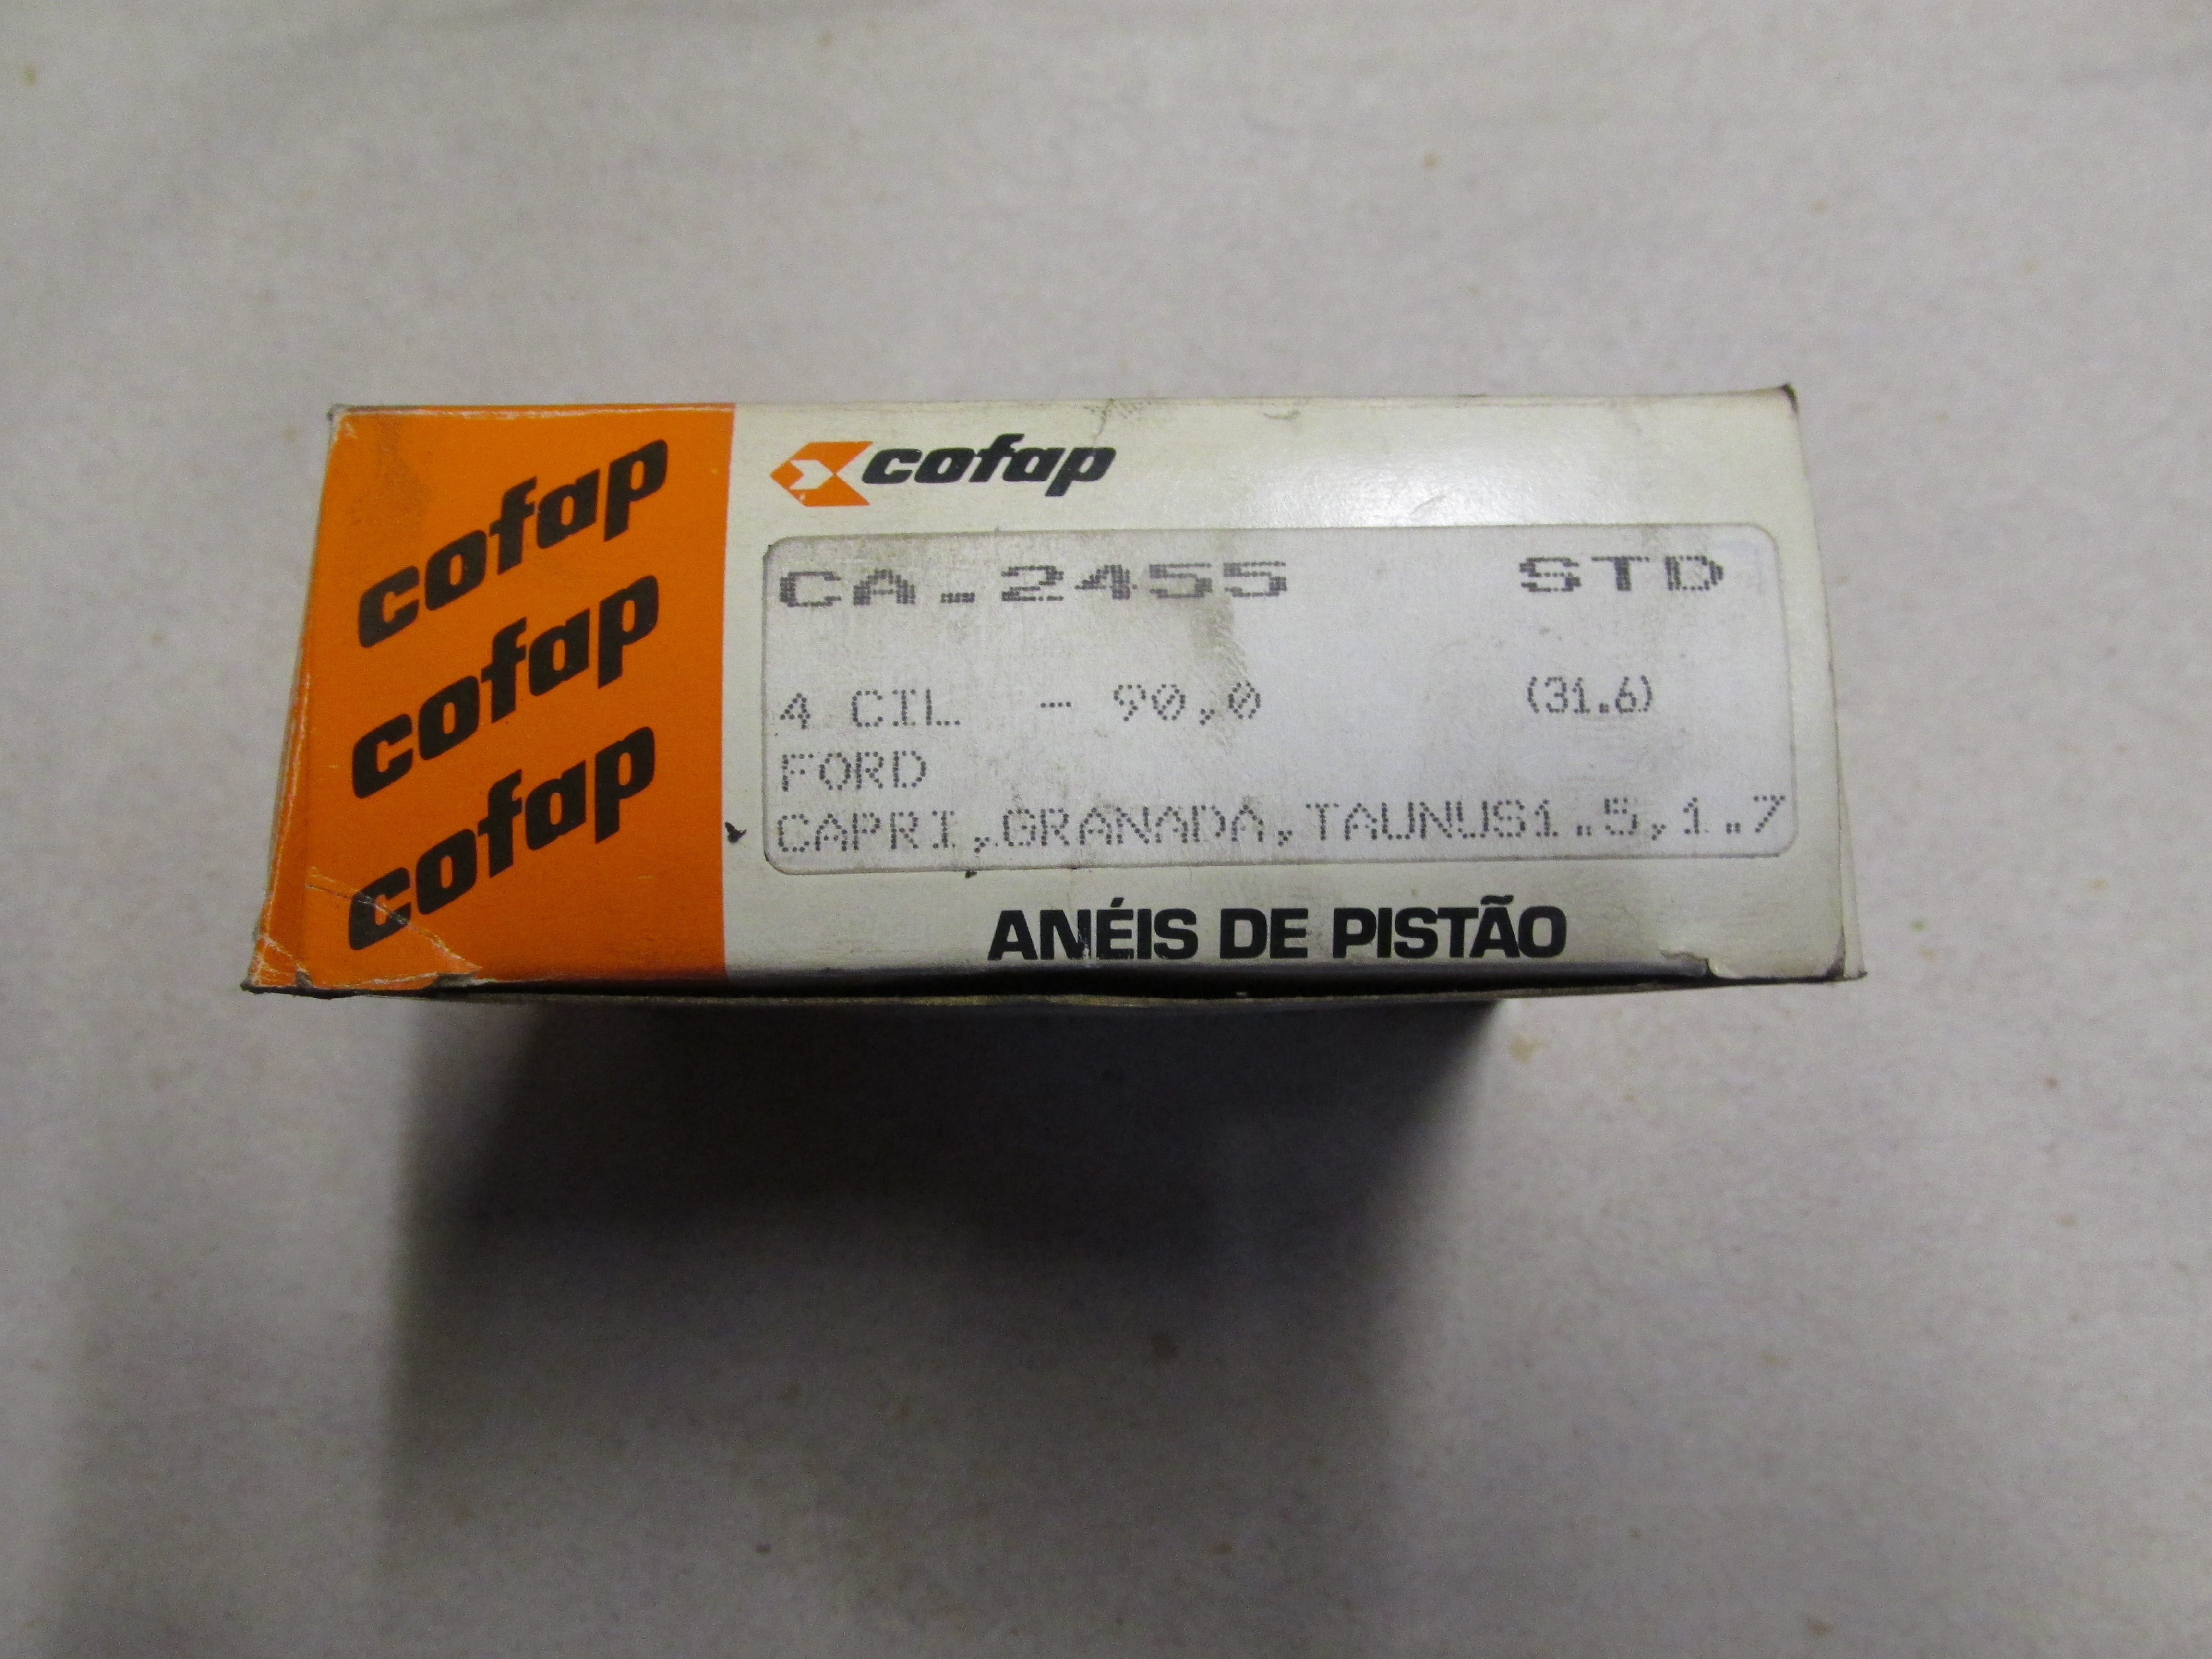 cofap
cofap
cofap
cofap
CA-2455 STD
4 CIL - 90,0 (31.6)
FORD
CAPRI,GRANADA,TAUNUS1.5,1.7
ANÉIS DE PISTÃO